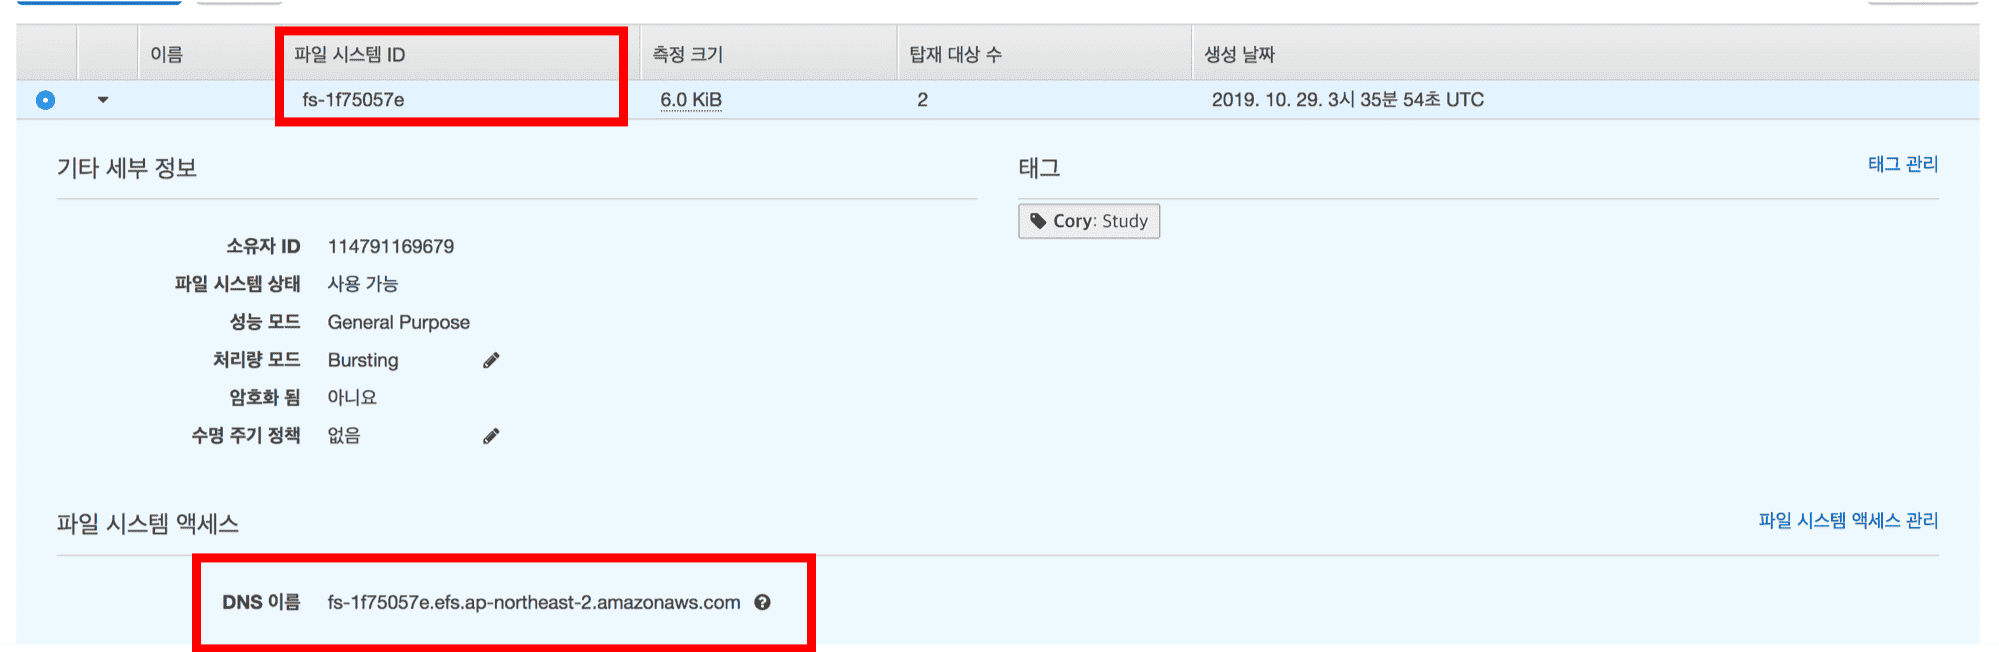 이름 파일 시스템 ID 측정 크기 탑재 대상 수 생성 날짜
fs-1f75057e 6.0 KiB 2 2019. 10. 29. 3시 35분 54초 UTC
기타 세부 정보
소유자 ID 114791169679
파일 시스템 상태 사용 가능
성능 모드 General Purpose
처리량 모드 Bursting
암호화 됨 아니요
수명 주기 정책 없음
태그 태그 관리
Cory: Study
파일 시스템 액세스 파일 시스템 액세스 관리
DNS 이름 fs-1f75057e.efs.ap-northeast-2.amazonaws.com